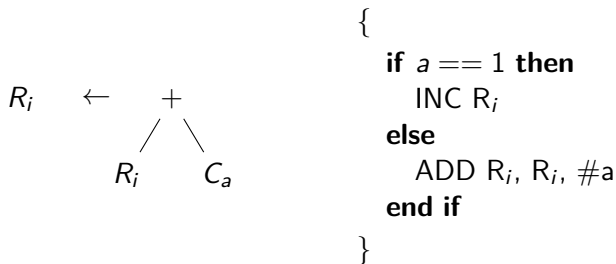 {
if a == 1 then
INC R_i
R_i ← +
else
R_i C_a
ADD R_i, R_i, #a
end if
}